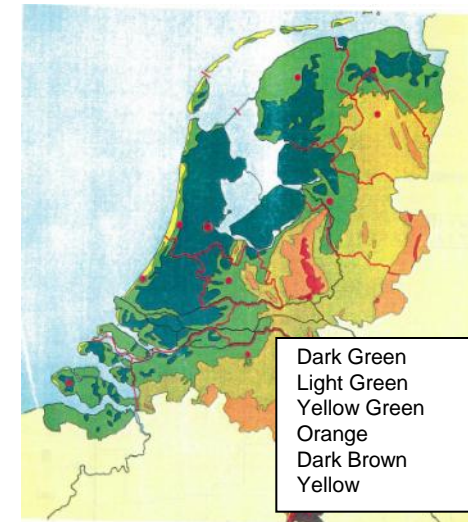 Dark Green
Light Green
Yellow Green
Orange
Dark Brown
Yellow